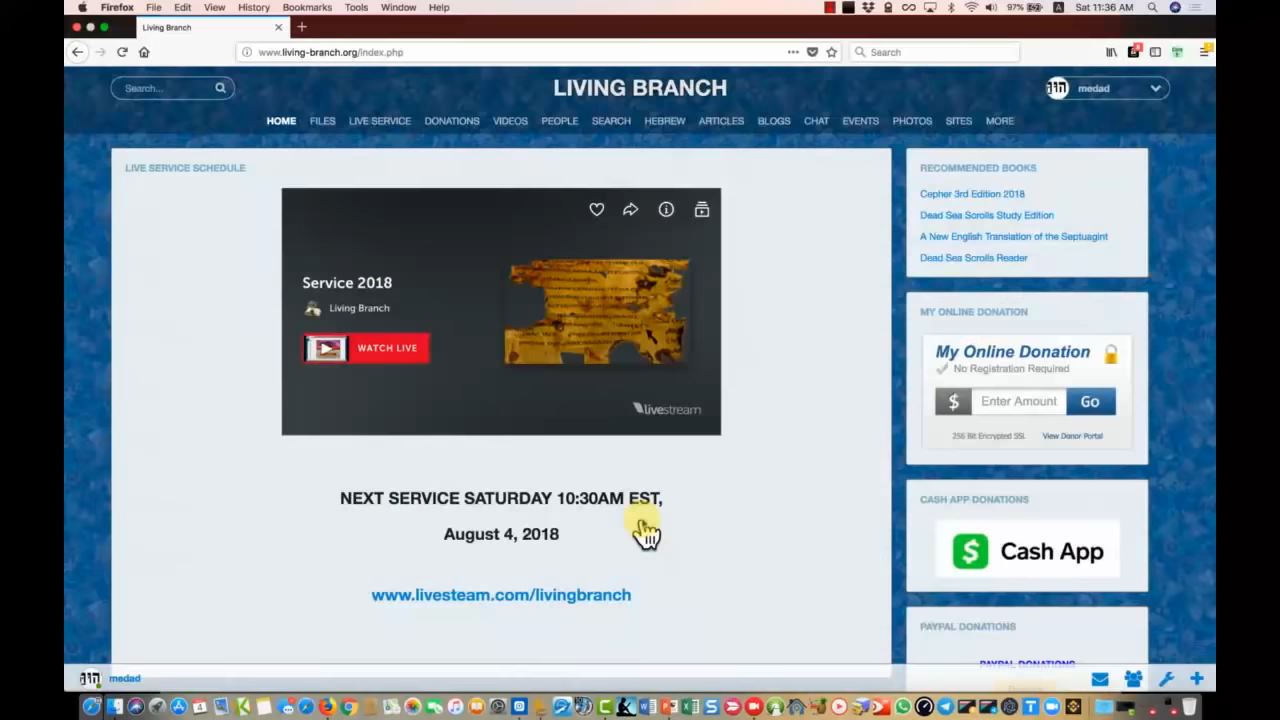 Firefox File Edit View History Bookmarks Tools Window Help 97% A Sat 11:36 AM
Living Branch
www.living-branch.org/index.php Search
Search... LIVING BRANCH medad
HOME FILES LIVE SERVICE DONATIONS VIDEOS PEOPLE SEARCH HEBREW ARTICLES BLOGS CHAT EVENTS PHOTOS SITES MORE
LIVE SERVICE SCHEDULE
Service 2018
Living Branch
WATCH LIVE
livestream
NEXT SERVICE SATURDAY 10:30AM EST,
August 4, 2018
www.livesteam.com/livingbranch
RECOMMENDED BOOKS
Cepher 3rd Edition 2018
Dead Sea Scrolls Study Edition
A New English Translation of the Septuagint
Dead Sea Scrolls Reader
MY ONLINE DONATION
My Online Donation
No Registration Required
$ Enter Amount Go
256 Bit Encrypted SSL View Donor Portal
CASH APP DONATIONS
$ Cash App
PAYPAL DONATIONS
PAYPAL DONATIONS
medad